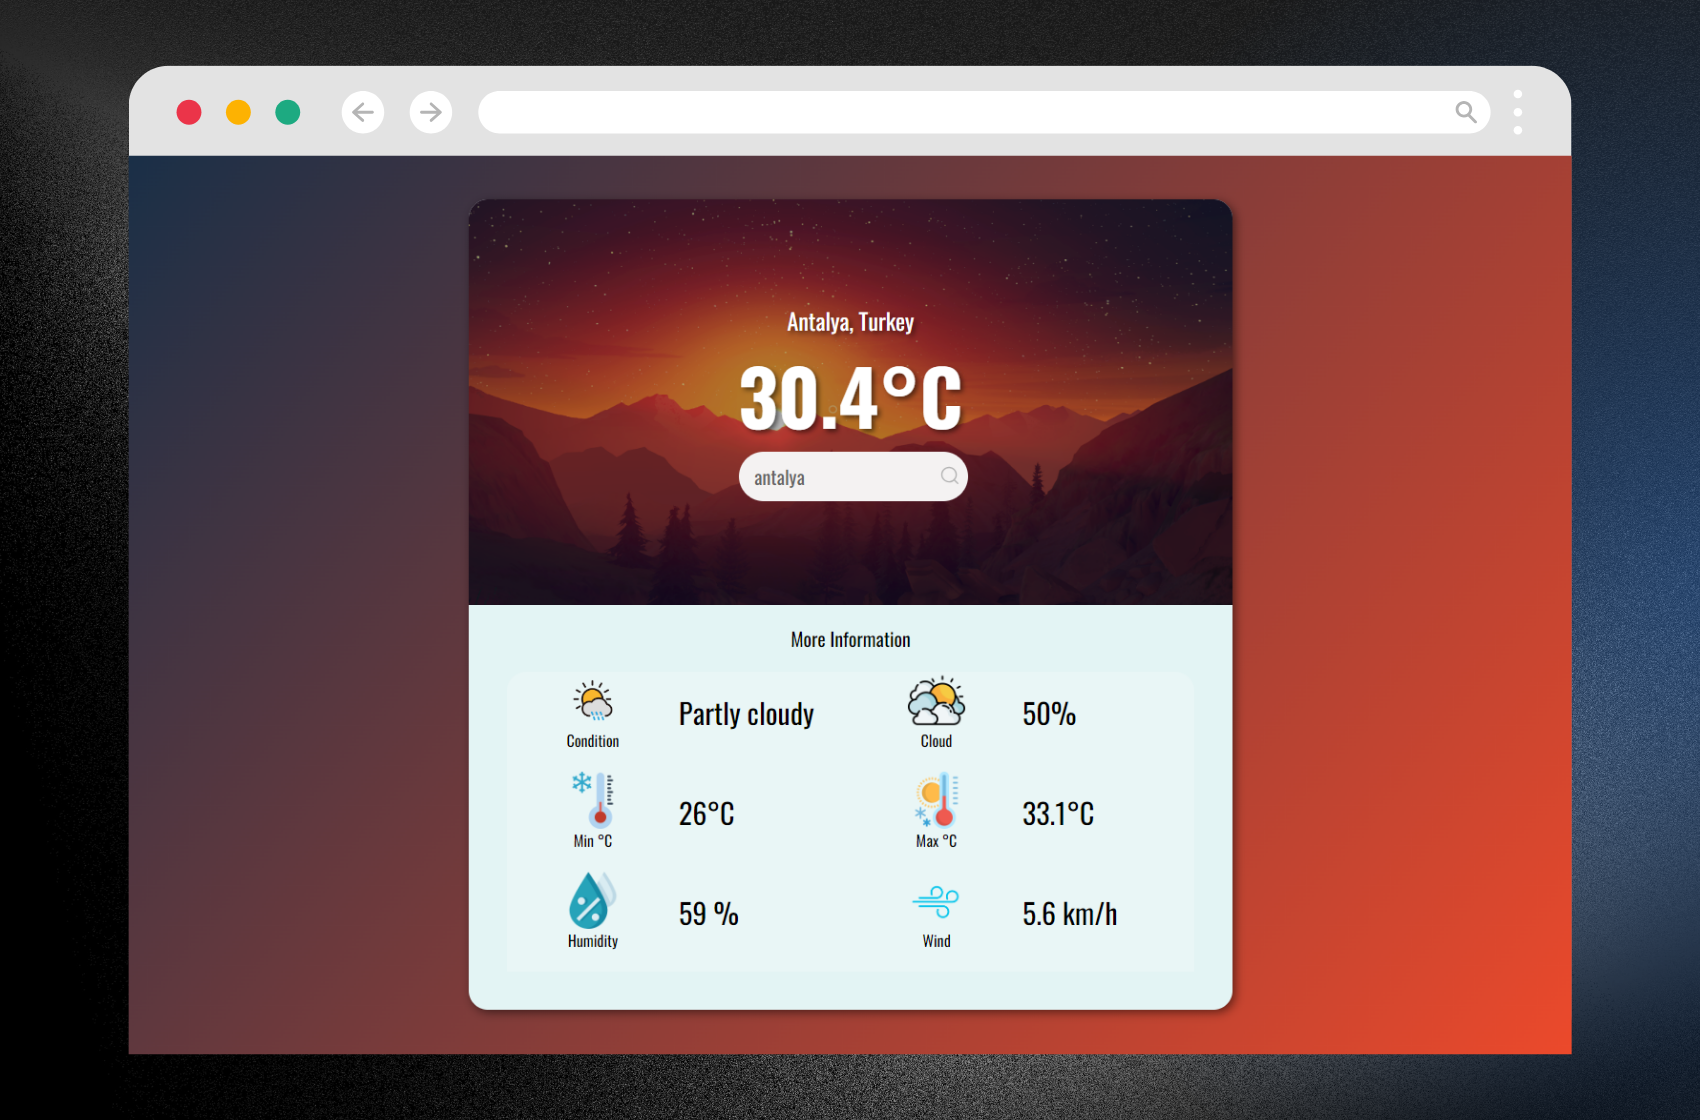 Antalya, Turkey
30.4°C
antalya
More Information
Partly cloudy
Condition
50%
Cloud
26°C
Min °C
33.1°C
Max °C
59 %
Humidity
5.6 km/h
Wind